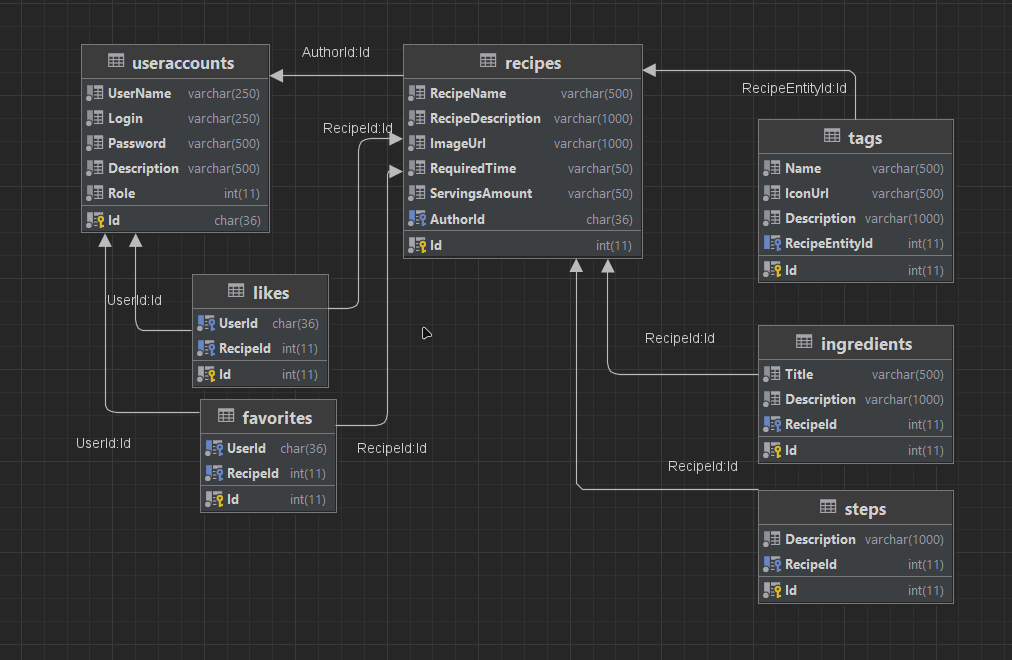 useraccounts
UserName varchar(250)
Login varchar(250)
Password varchar(500)
Description varchar(500)
Role int(11)
Id char(36)
AuthorId:Id
recipes
RecipeName varchar(500)
RecipeDescription varchar(1000)
ImageUrl varchar(1000)
RequiredTime varchar(50)
ServingsAmount varchar(50)
AuthorId char(36)
Id int(11)
RecipeId:Id
RecipeEntityId:Id
tags
Name varchar(500)
IconUrl varchar(500)
Description varchar(1000)
RecipeEntityId int(11)
Id int(11)
UserId:Id
likes
UserId char(36)
RecipeId int(11)
Id int(11)
RecipeId:Id
ingredients
Title varchar(500)
Description varchar(1000)
RecipeId int(11)
Id int(11)
UserId:Id
favorites
UserId char(36)
RecipeId int(11)
Id int(11)
RecipeId:Id
RecipeId:Id
steps
Description varchar(1000)
RecipeId int(11)
Id int(11)